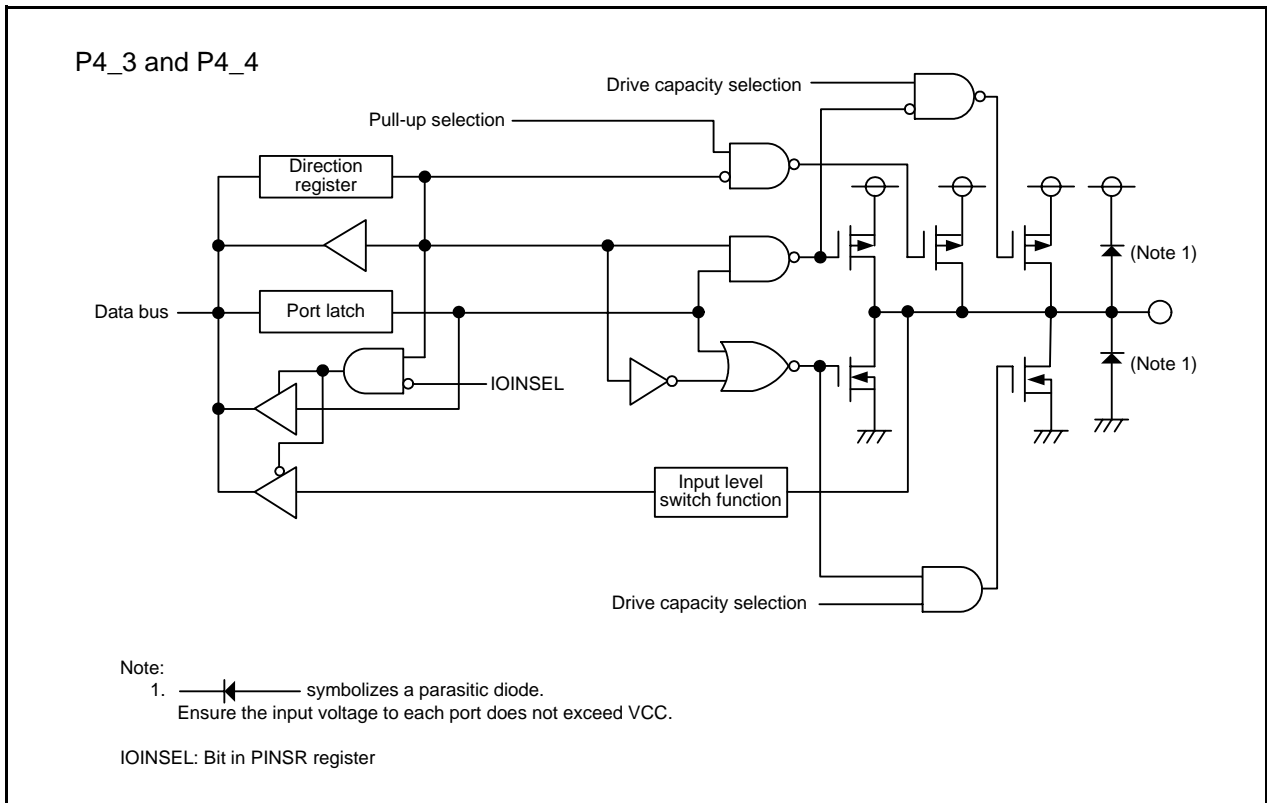 P4_3 and P4_4
Drive capacity selection
Pull-up selection
Direction
register
(Note 1)
Data bus
Port latch
IOINSEL
(Note 1)
Input level
switch function
Drive capacity selection
Note:
1. symbolizes a parasitic diode.
Ensure the input voltage to each port does not exceed VCC.
IOINSEL: Bit in PINSR register